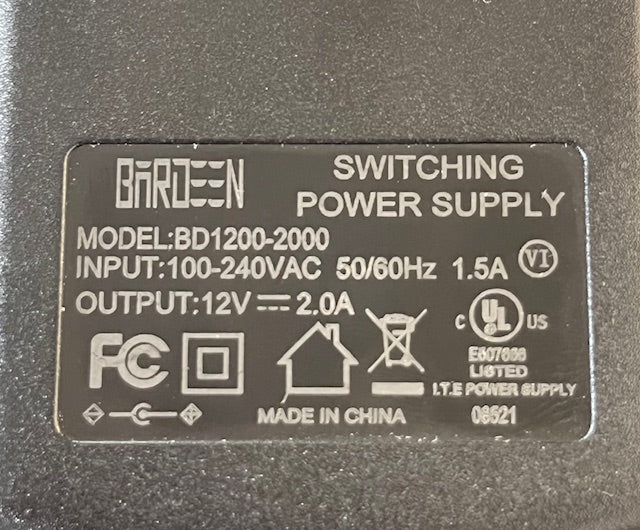 BARDEEN
SWITCHING
POWER SUPPLY
MODEL:BD1200-2000
INPUT:100-240VAC 50/60Hz 1.5A VI
OUTPUT:12V ⎓ 2.0A
FC
c UL US
LISTED
I.T.E POWER SUPPLY
MADE IN CHINA